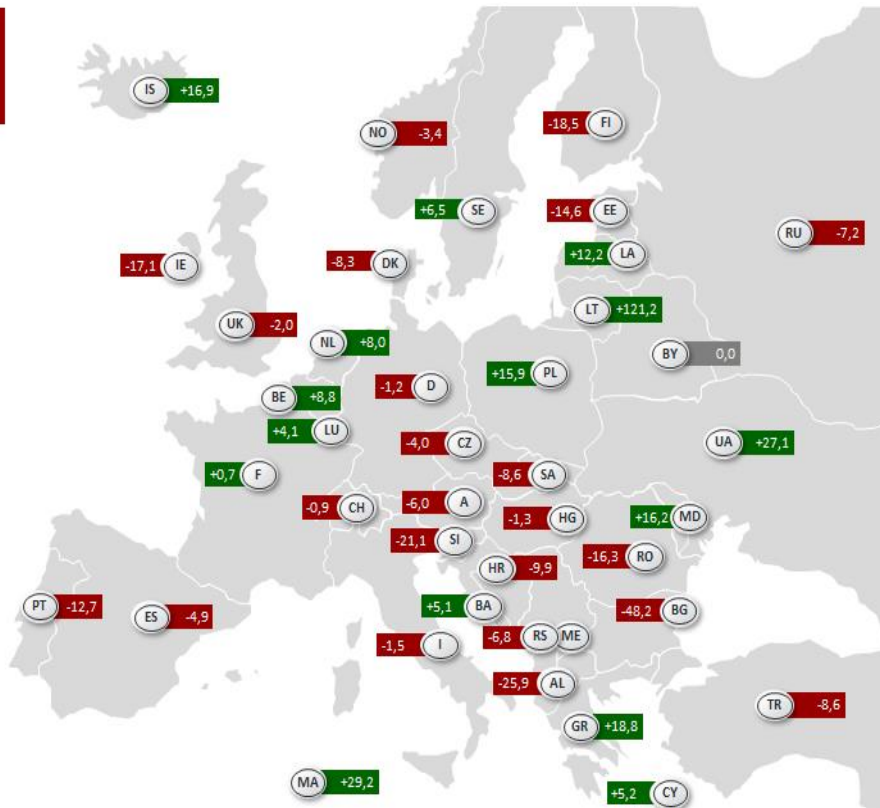 IS +16,9
NO -3,4
-18,5 FI
+6,5 SE
-14,6 EE
RU -7,2
+12,2 LA
-17,1 IE
-8,3 DK
LT +121,2
UK -2,0
NL +8,0
BY 0,0
+15,9 PL
-1,2 D
BE +8,8
+4,1 LU
-4,0 CZ
UA +27,1
+0,7 F
-8,6 SA
-0,9 CH
-6,0 A
-1,3 HG
+16,2 MD
-21,1 SI
-16,3 RO
HR -9,9
PT -12,7
ES -4,9
+5,1 BA
-48,2 BG
-1,5 I
-6,8 RS ME
-25,9 AL
TR -8,6
GR +18,8
MA +29,2
+5,2 CY